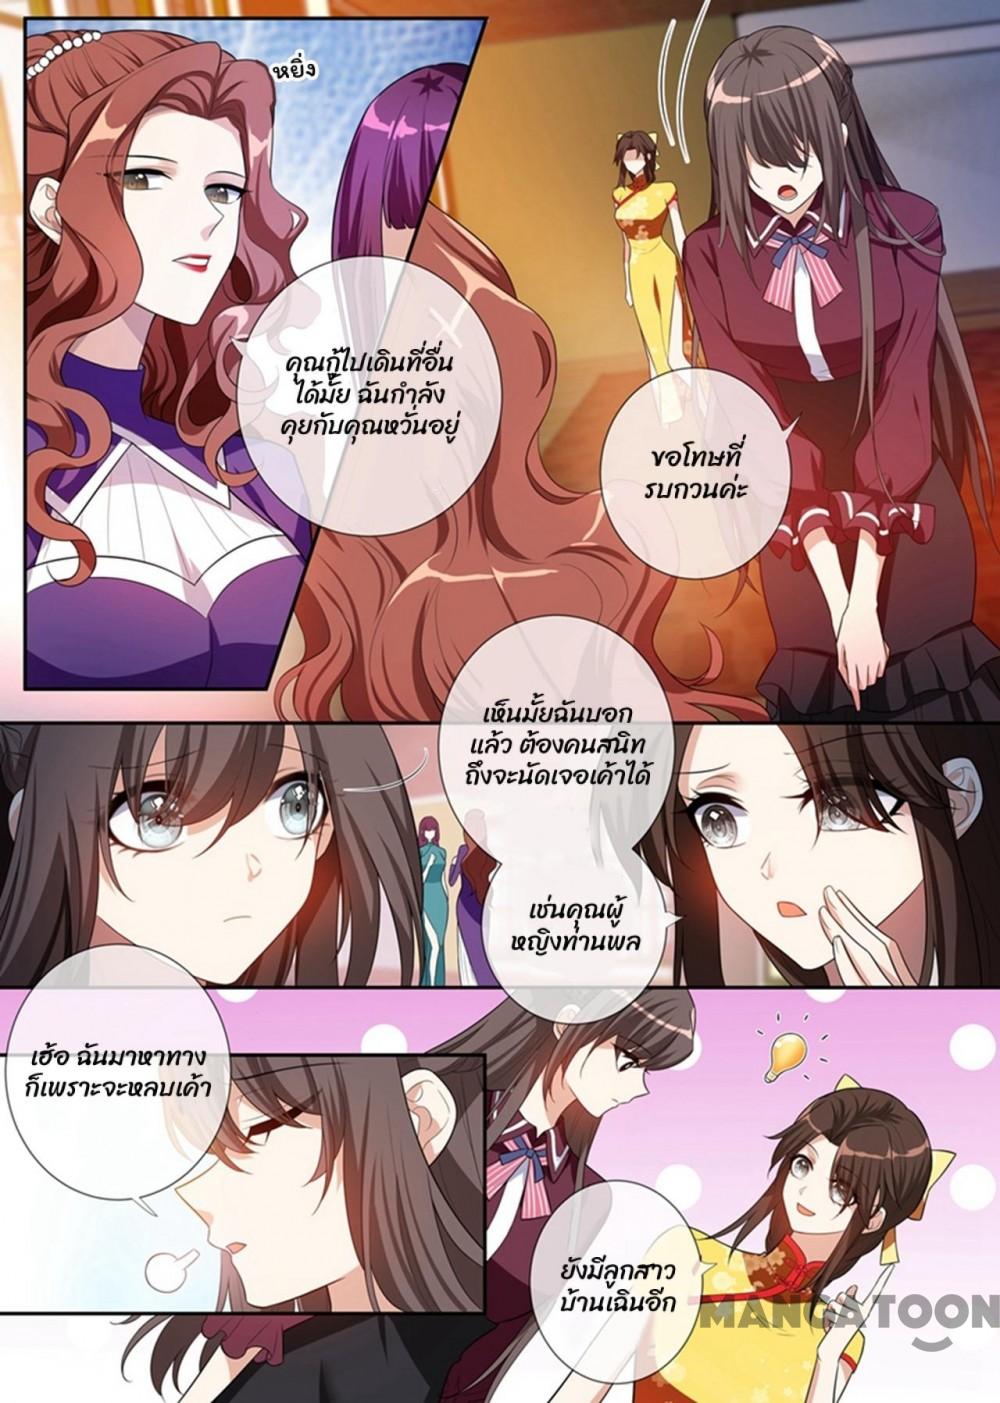 หยิ่ง
คุณกู้ไปเดินที่อื่น
ได้มั้ย ฉันกำลัง
คุยกับคุณหวั่นอยู่
ขอโทษที่
รบกวนค่ะ
เห็นมั้ยฉันบอก
แล้ว ต้องคนสนิท
ถึงจะนัดเจอเค้าได้
เช่นคุณผู้
หญิงท่านพล
เฮ้อ ฉันมาหาทาง
ก็เพราะจะหลบเค้า
ยังมีลูกสาว
บ้านเฉินอีก
MANGATOON